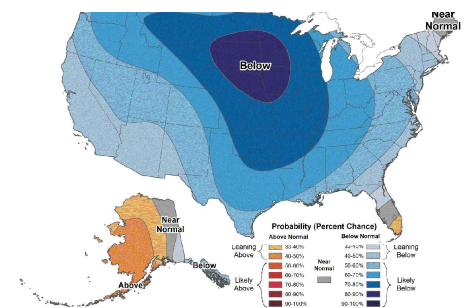 Near
Normal
Below
Near
Normal
Below
Above
Probability (Percent Chance)
Above Normal
Below Normal
Leaning
Above
33-40%
40-50%
Near
Normal
33-40%
40-50%
Leaning
Below
Likely
Above
50-60%
60-70%
70-80%
80-90%
90-100%
50-60%
60-70%
70-80%
80-90%
90-100%
Likely
Below